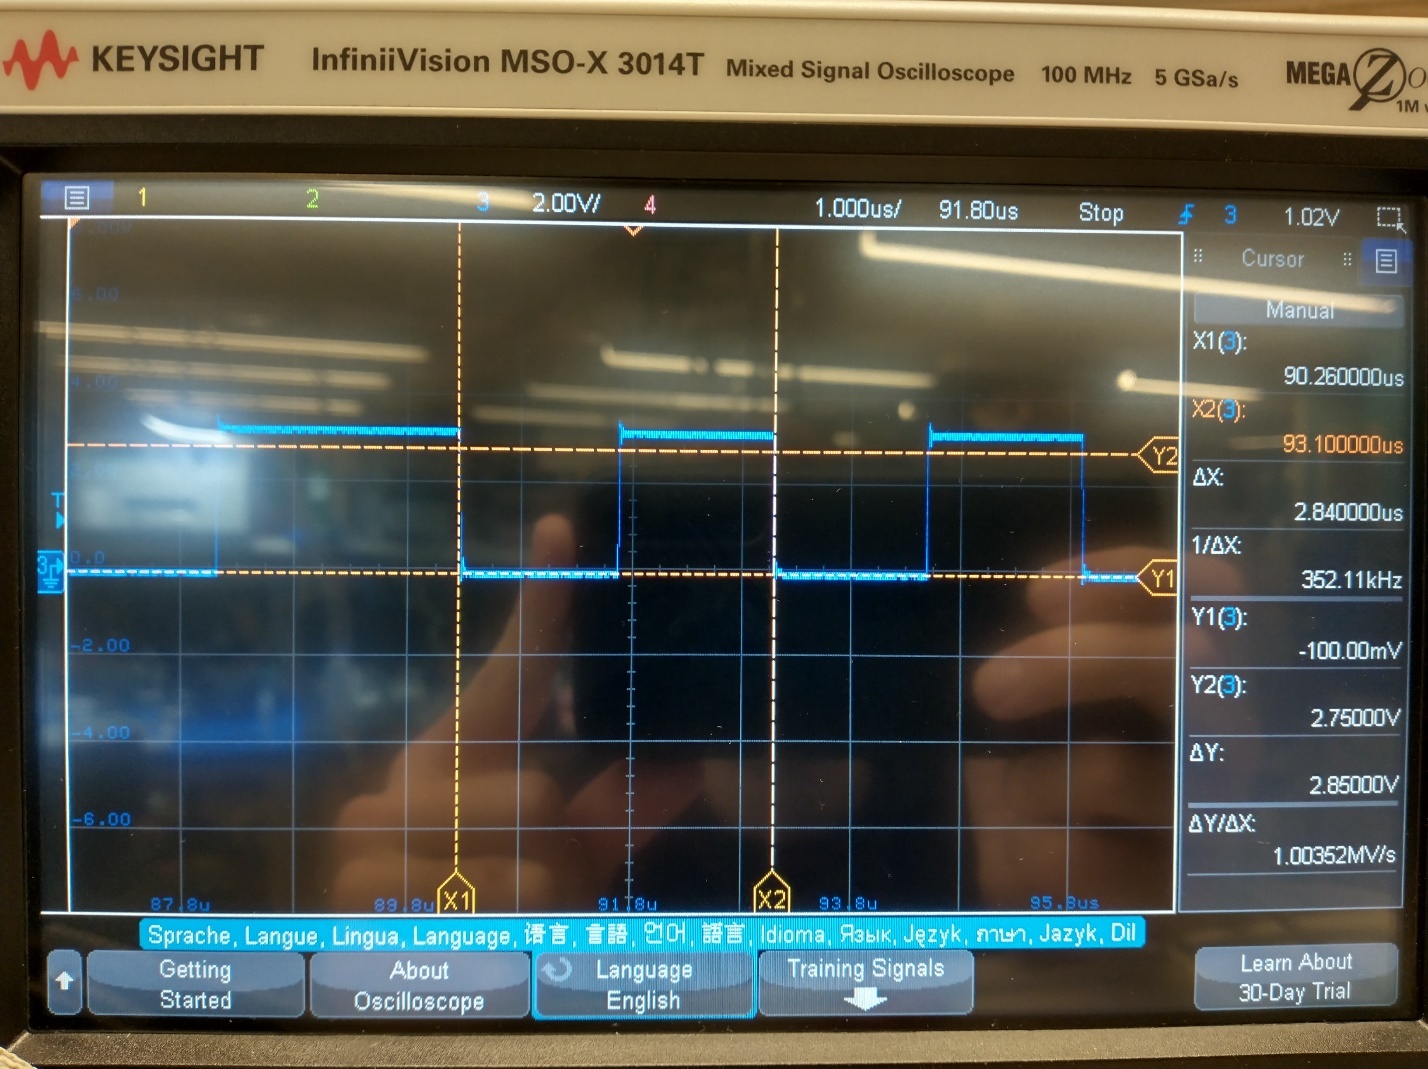 KEYSIGHT InfiniiVision MSO-X 3014T Mixed Signal Oscilloscope 100 MHz 5 GSa/s MEGA
1M
1 2 3 2.00V/ 4 1.000us/ 91.80us Stop 3 1.02V
Cursor
Manual
X1(3):
90.260000us
X2(3):
93.100000us
ΔX:
2.840000us
1/ΔX:
352.11kHz
Y1(3):
-100.00mV
Y2(3):
2.75000V
ΔY:
2.85000V
ΔY/ΔX:
1.00352MV/s
6.00
4.00
Y2
T
3
0.0
Y1
-2.00
-4.00
-6.00
X1 X2
87.8u 89.8u 91.8u 93.8u 95.8us
Sprache, Langue, Lingua, Language, 语言, 言語, 언어, 語言, Idioma, Язык, Język, ภาษา, Jazyk, Dil
Getting
Started
About
Oscilloscope
Language
English
Training Signals
Learn About
30-Day Trial